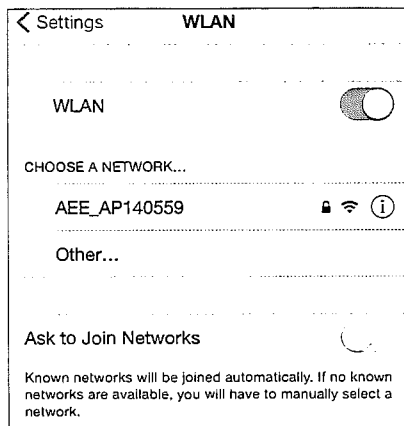 Settings WLAN
WLAN
CHOOSE A NETWORK...
AEE_AP140559
Other...
Ask to Join Networks
Known networks will be joined automatically. If no known
networks are available, you will have to manually select a
network.